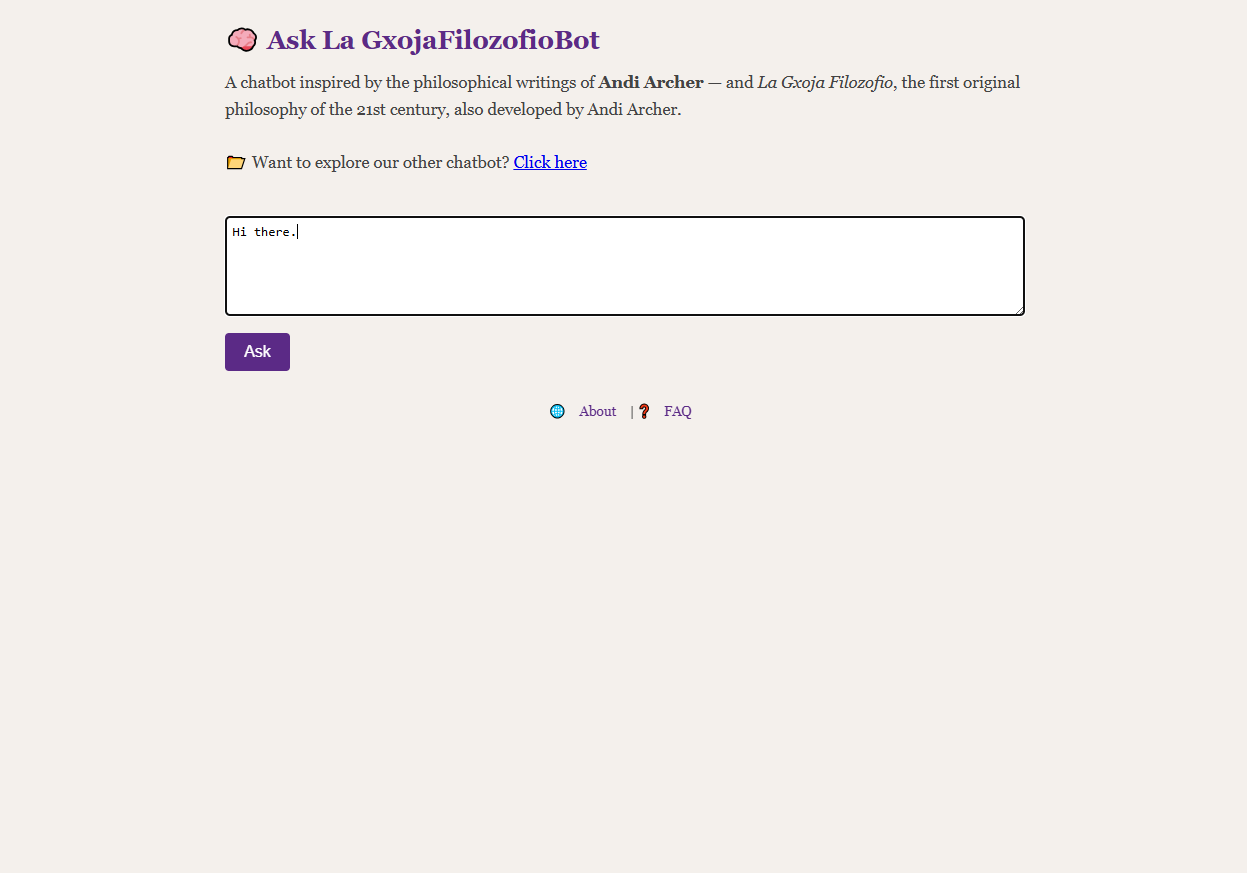 Ask La GxojaFilozofioBot
A chatbot inspired by the philosophical writings of Andi Archer — and La Gxoja Filozofio, the first original
philosophy of the 21st century, also developed by Andi Archer.
Want to explore our other chatbot? Click here
Hi there.
Ask
About | FAQ